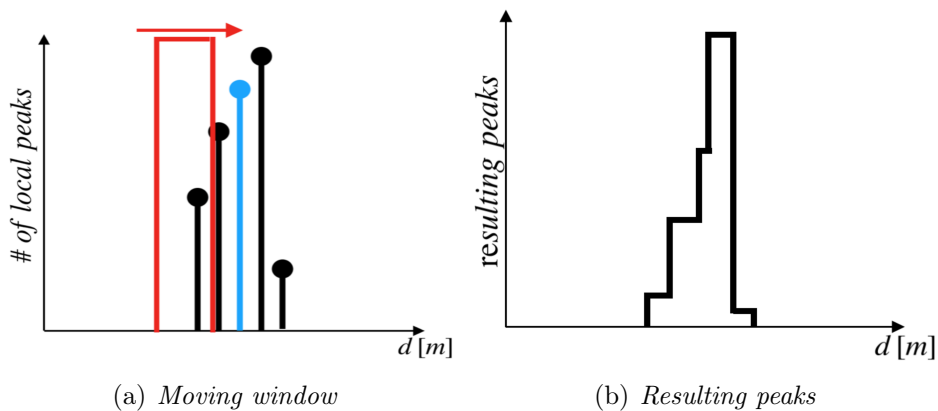 # of local peaks
d [m]
(a) Moving window
resulting peaks
d [m]
(b) Resulting peaks